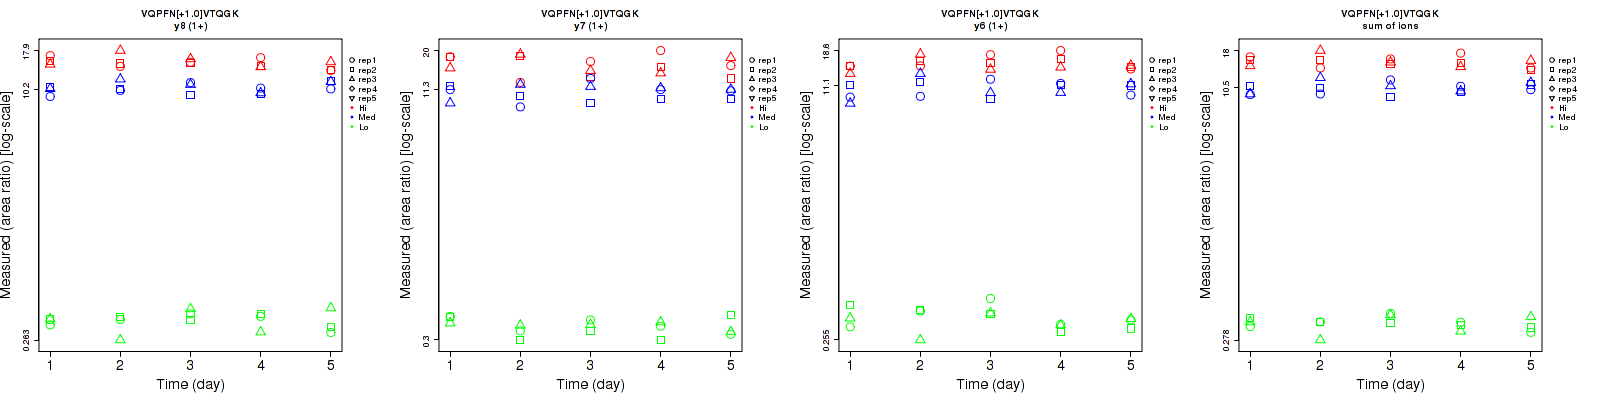 VQPFN[+1.0]VTQGK
y8 (1+)
Measured (area ratio) [log-scale]
17.9
10.2
0.263
1 2 3 4 5
Time (day)
rep1
rep2
rep3
rep4
rep5
Hi
Med
Lo
VQPFN[+1.0]VTQGK
y7 (1+)
Measured (area ratio) [log-scale]
20
11.3
0.3
1 2 3 4 5
Time (day)
rep1
rep2
rep3
rep4
rep5
Hi
Med
Lo
VQPFN[+1.0]VTQGK
y6 (1+)
Measured (area ratio) [log-scale]
18.6
11.1
0.255
1 2 3 4 5
Time (day)
rep1
rep2
rep3
rep4
rep5
Hi
Med
Lo
VQPFN[+1.0]VTQGK
sum of ions
Measured (area ratio) [log-scale]
18
10.5
0.278
1 2 3 4 5
Time (day)
rep1
rep2
rep3
rep4
rep5
Hi
Med
Lo